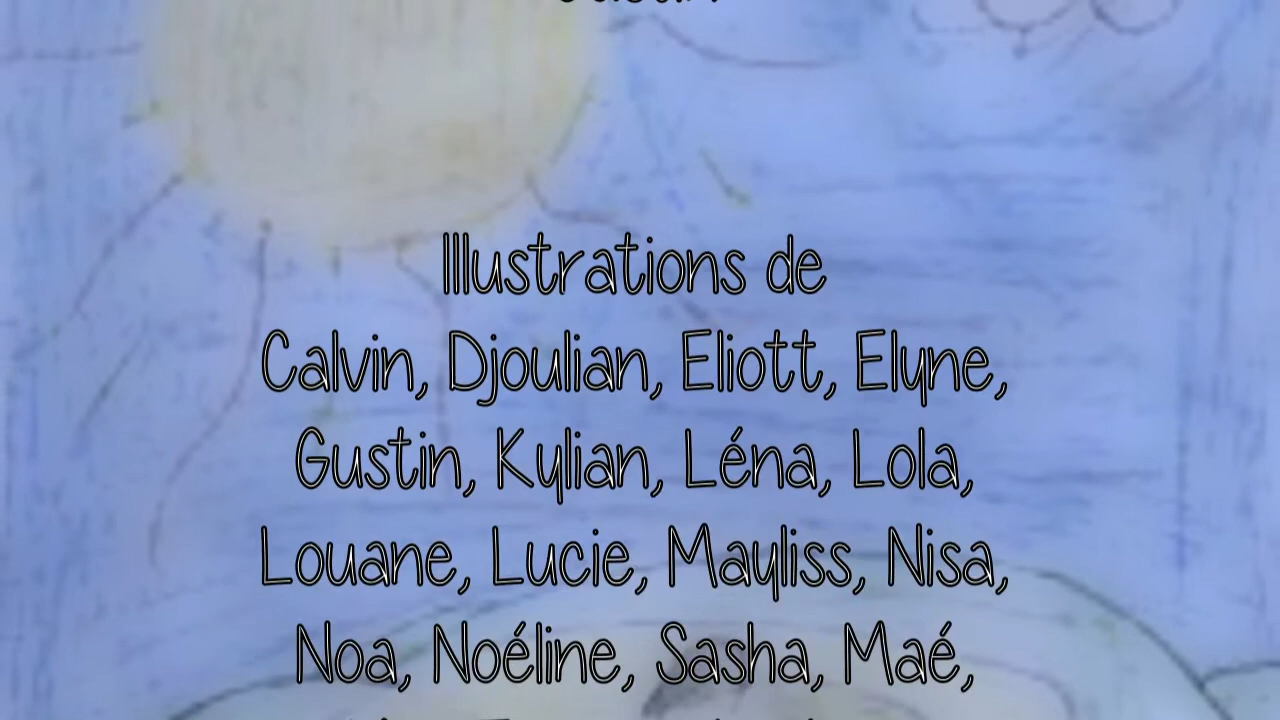 Illustrations de
Calvin, Djoulian, Eliott, Elyne,
Gustin, Kylian, Léna, Lola,
Louane, Lucie, Mayliss, Nisa,
Noa, Noéline, Sasha, Maé,